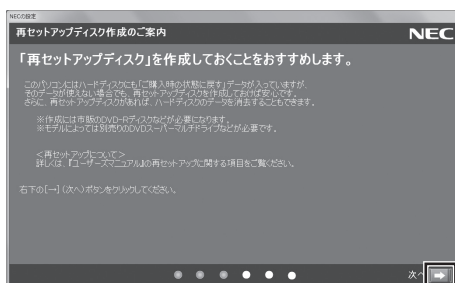 NECの設定
再セットアップディスク作成のご案内
NEC
「再セットアップディスク」を作成しておくことをおすすめします。
このパソコンにはハードディスクにも「ご購入時の状態に戻す」データが入っていますが、
そのデータが使えない場合でも、再セットアップディスクを作成しておけば安心です。
さらに、再セットアップディスクがあれば、ハードディスクのデータを消去することもできます。
※作成には市販のDVD-Rディスクなどが必要になります。
※モデルによっては別売りのDVDスーパーマルチドライブなどが必要です。
＜再セットアップについて＞
詳しくは、『ユーザーズマニュアル』の再セットアップに関する項目をご覧ください。
右下の[→](次へ)ボタンをクリックしてください。
次へ